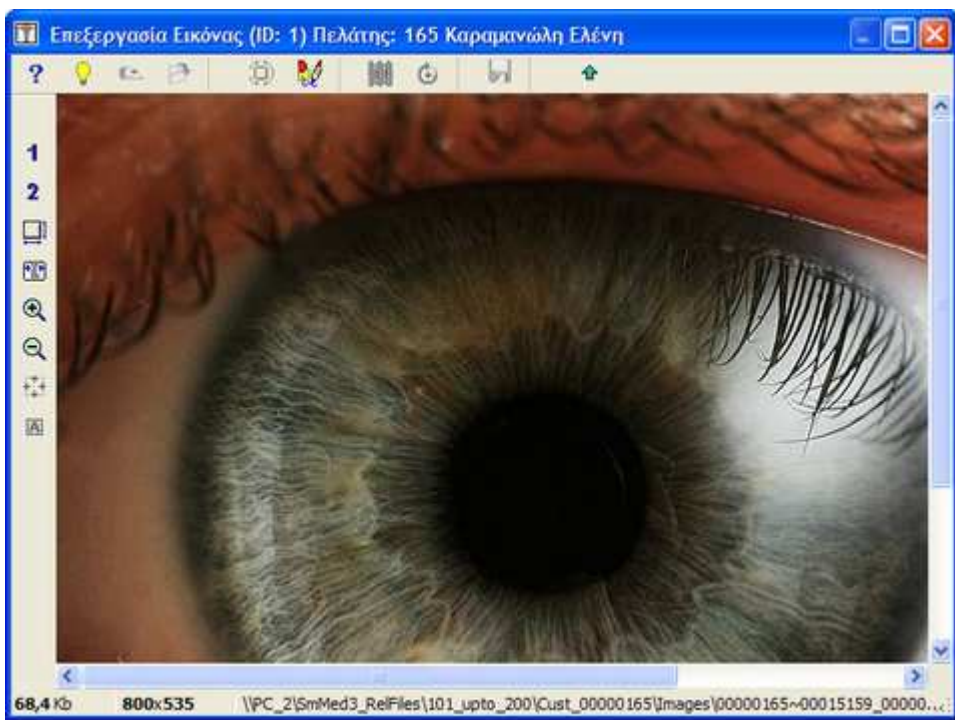 Επεξεργασία Εικόνας (ID: 1) Πελάτης: 165 Καραμανώλη Ελένη
?
1
2
A
68,4 Kb 800x535 \\PC_2\SmMed3_RelFiles\101_upto_200\Cust_00000165\Images\00000165~00015159_00000...